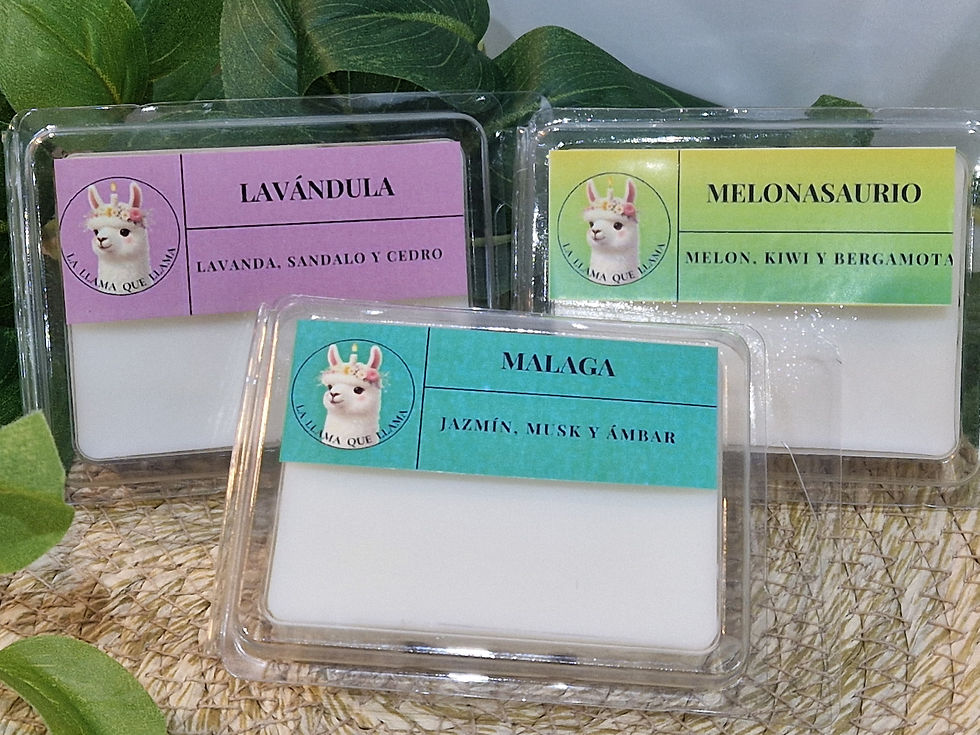 LAVÁNDULA
LAVANDA, SANDALO Y CEDRO
LA LLAMA QUE LLAMA
MELONASAURIO
MELON, KIWI Y BERGAMOTA
LA LLAMA QUE LLAMA
MALAGA
JAZMÍN, MUSK Y ÁMBAR
LA LLAMA QUE LLAMA